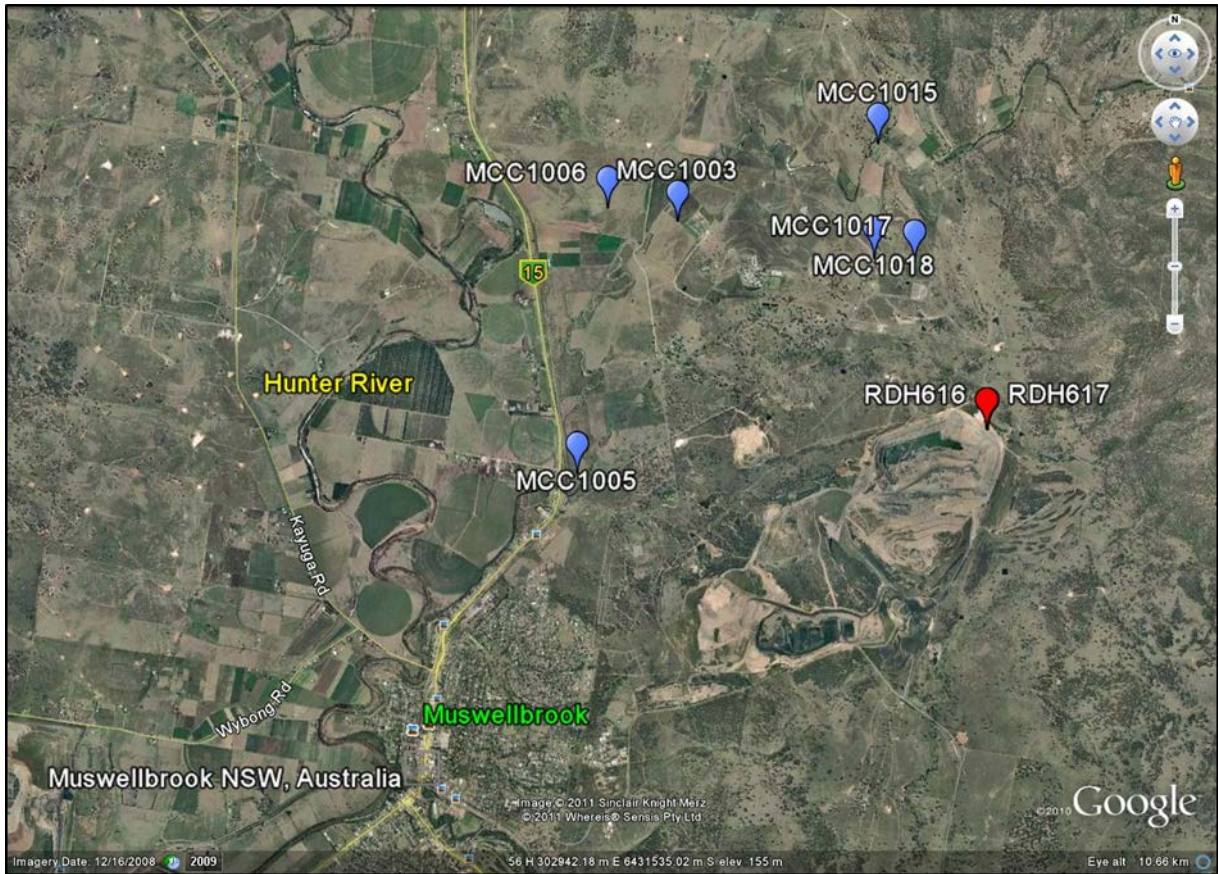 N
MCC1015
MCC1006
MCC1003
MCC1017
MCC1018
15
Hunter River
RDH616
RDH617
MCC1005
Kayuga Rd
Wybong Rd
Muswellbrook
Muswellbrook NSW, Australia
Image © 2011 Sinclair Knight Merz
© 2011 Whereis® Sensis Pty Ltd
©2010 Google
Imagery Date: 12/16/2008 2009 56 H 302942.18 m E 6431535.02 m S elev 155 m Eye alt 10.66 km